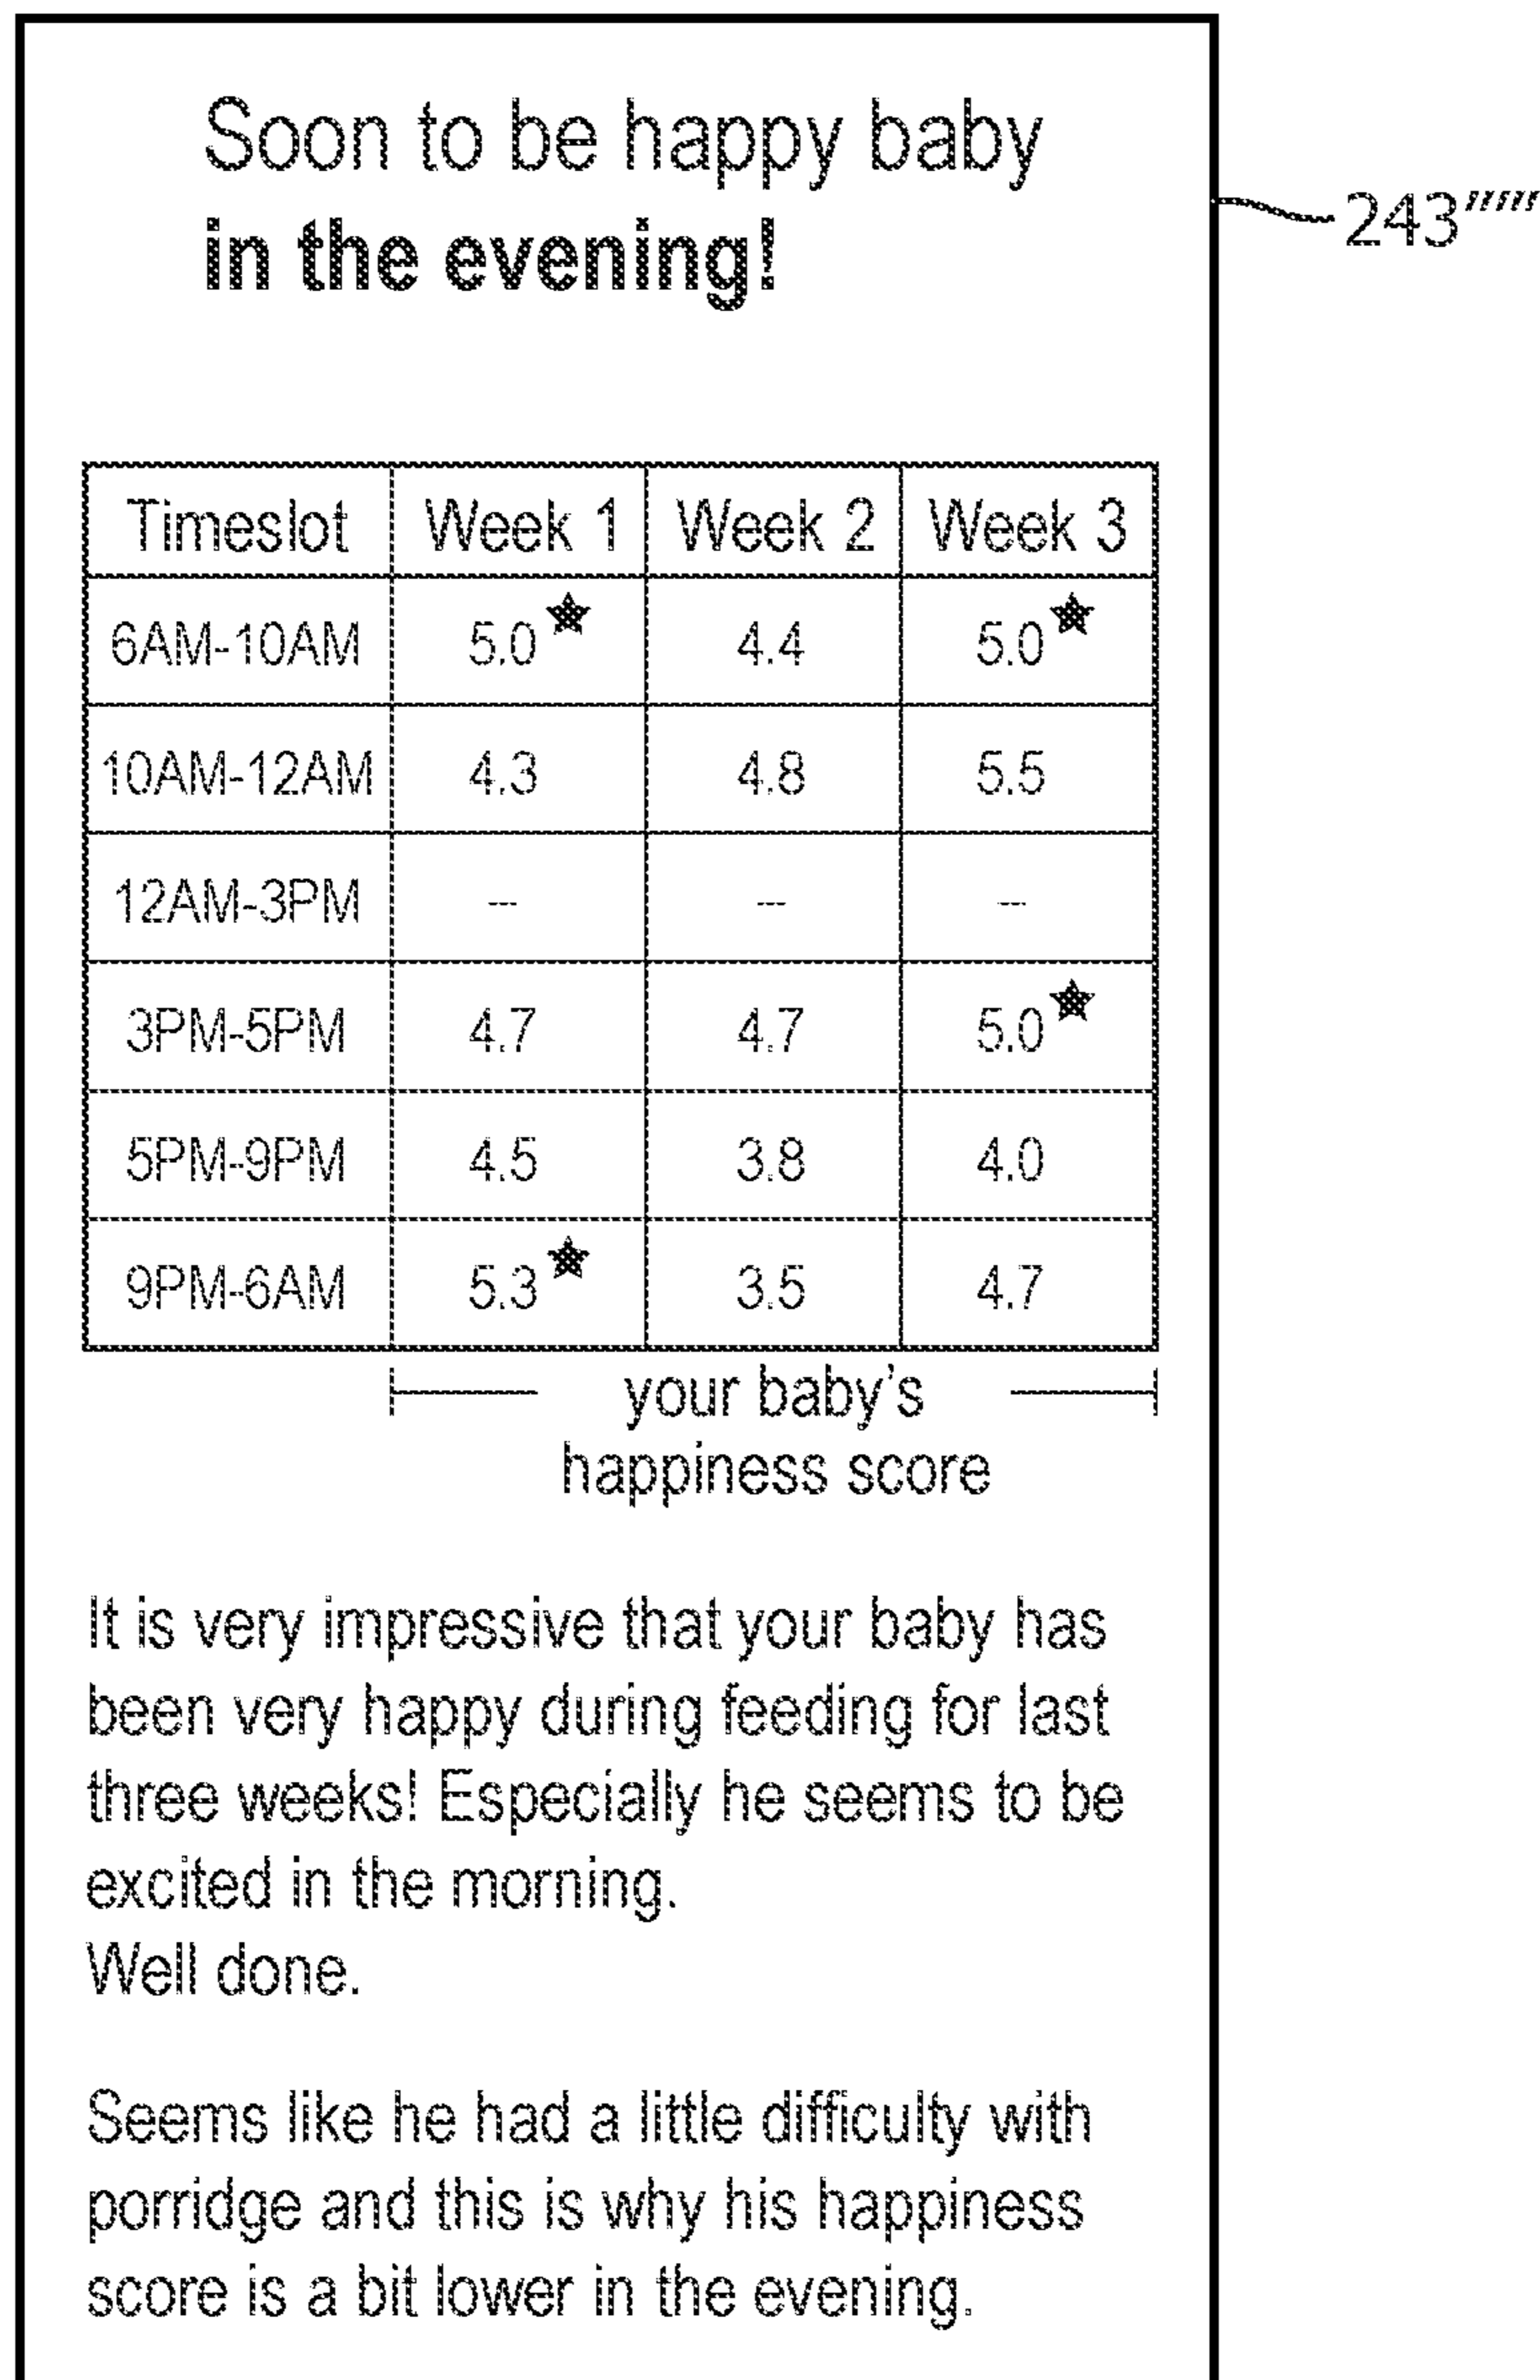 Soon to be happy baby
in the evening!
243"""
Timeslot Week 1 Week 2 Week 3
6AM-10AM 5.0★ 4.4 5.0★
10AM-12AM 4.3 4.8 5.5
12AM-3PM --- --- ---
3PM-5PM 4.7 4.7 5.0★
5PM-9PM 4.5 3.8 4.0
9PM-6AM 5.3★ 3.5 4.7
your baby's
happiness score
It is very impressive that your baby has
been very happy during feeding for last
three weeks! Especially he seems to be
excited in the morning.
Well done.
Seems like he had a little difficulty with
porridge and this is why his happiness
score is a bit lower in the evening.